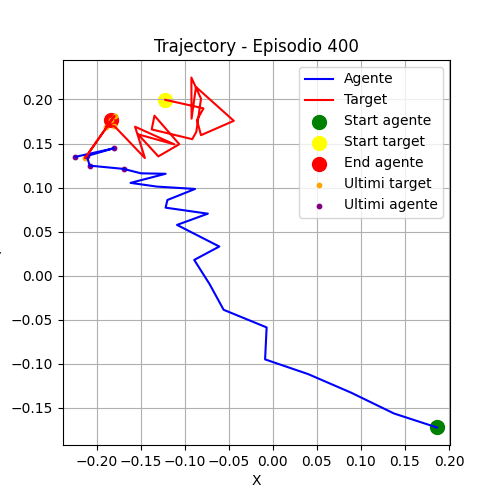 Trajectory - Episodio 400
Agente
Target
Start agente
Start target
End agente
Ultimi target
Ultimi agente
0.20
0.15
0.10
0.05
0.00
−0.05
−0.10
−0.15
−0.20 −0.15 −0.10 −0.05 0.00 0.05 0.10 0.15 0.20
X